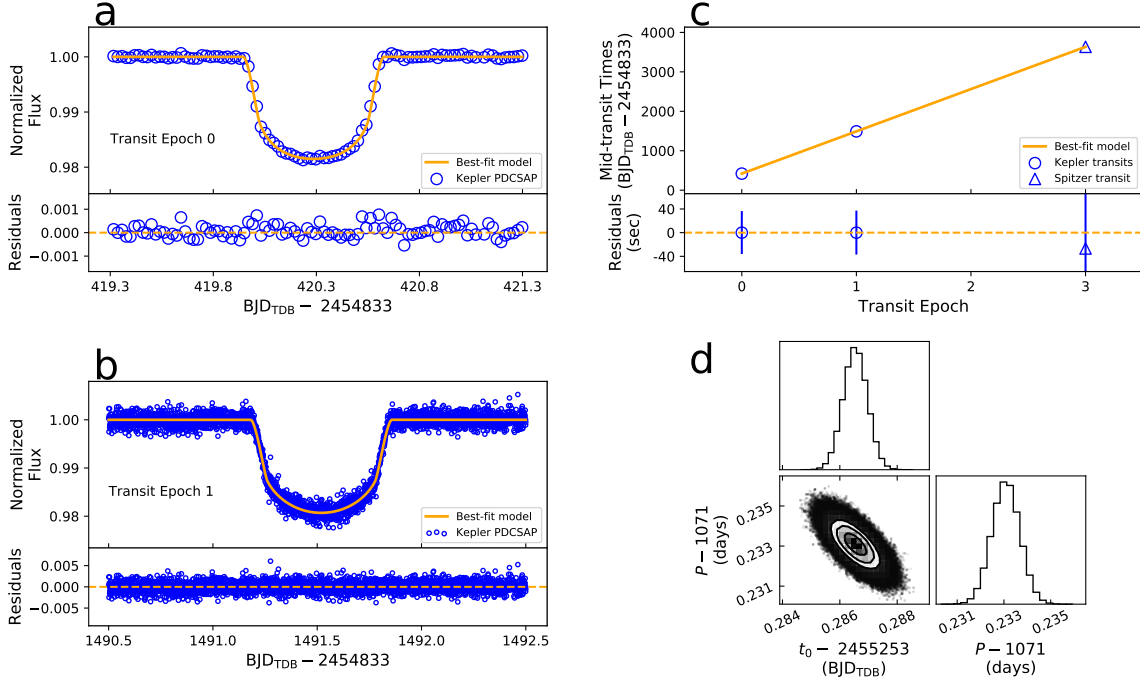 a
1.00
0.99
0.98
Normalized
Flux
Transit Epoch 0
Best-fit model
Kepler PDCSAP
0.001
0.000
−0.001
Residuals
419.3 419.8 420.3 420.8 421.3
BJD_TDB − 2454833
b
1.00
0.99
0.98
Normalized
Flux
Transit Epoch 1
Best-fit model
Kepler PDCSAP
0.005
0.000
−0.005
Residuals
1490.5 1491.0 1491.5 1492.0 1492.5
BJD_TDB − 2454833
c
4000
3000
2000
1000
0
Mid-transit Times
(BJD_TDB − 2454833)
Best-fit model
Kepler transits
Spitzer transit
40
0
-40
Residuals
(sec)
0 1 2 3
Transit Epoch
d
0.235
0.233
0.231
P − 1071
(days)
0.284 0.286 0.288
t₀ − 2455253
(BJD_TDB)
0.231 0.233 0.235
P − 1071
(days)